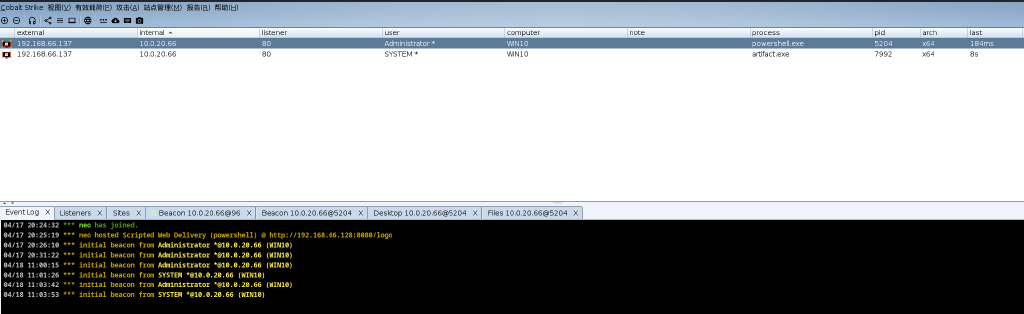 Cobalt Strike 视图(V) 有效载荷(P) 攻击(A) 站点管理(M) 报告(R) 帮助(H)
external internal listener user computer note process pid arch last
192.168.66.137 10.0.20.66 80 Administrator * WIN10 powershell.exe 5204 x64 184ms
192.168.66.137 10.0.20.66 80 SYSTEM * WIN10 artifact.exe 7992 x64 8s
Event Log X Listeners X Sites X Beacon 10.0.20.66@96 X Beacon 10.0.20.66@5204 X Desktop 10.0.20.66@5204 X Files 10.0.20.66@5204 X
04/17 20:24:32 *** neo has joined.
04/17 20:25:19 *** neo hosted Scripted Web Delivery (powershell) @ http://192.168.66.128:8080/logo
04/17 20:26:10 *** initial beacon from Administrator *@10.0.20.66 (WIN10)
04/17 20:31:22 *** initial beacon from Administrator *@10.0.20.66 (WIN10)
04/18 11:00:15 *** initial beacon from Administrator *@10.0.20.66 (WIN10)
04/18 11:01:26 *** initial beacon from SYSTEM *@10.0.20.66 (WIN10)
04/18 11:03:42 *** initial beacon from Administrator *@10.0.20.66 (WIN10)
04/18 11:03:53 *** initial beacon from SYSTEM *@10.0.20.66 (WIN10)